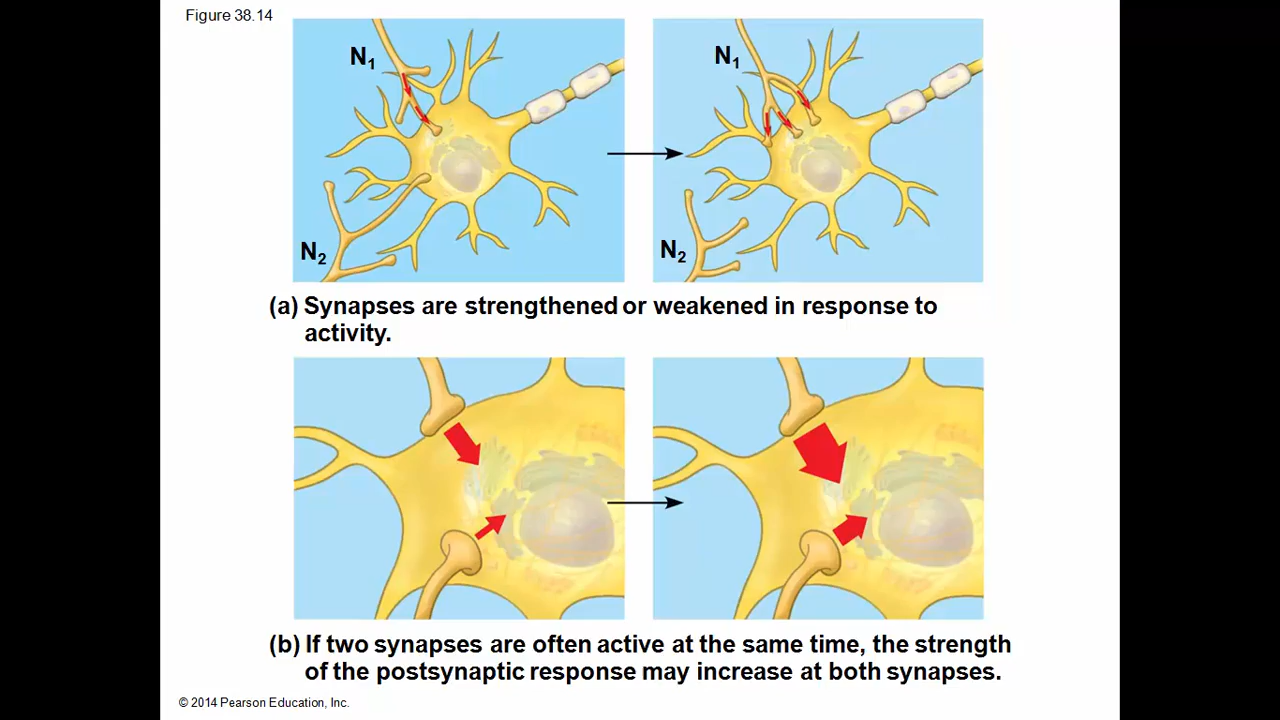 Figure 38.14
N1
N1
N2
N2
(a) Synapses are strengthened or weakened in response to
activity.
(b) If two synapses are often active at the same time, the strength
of the postsynaptic response may increase at both synapses.
© 2014 Pearson Education, Inc.